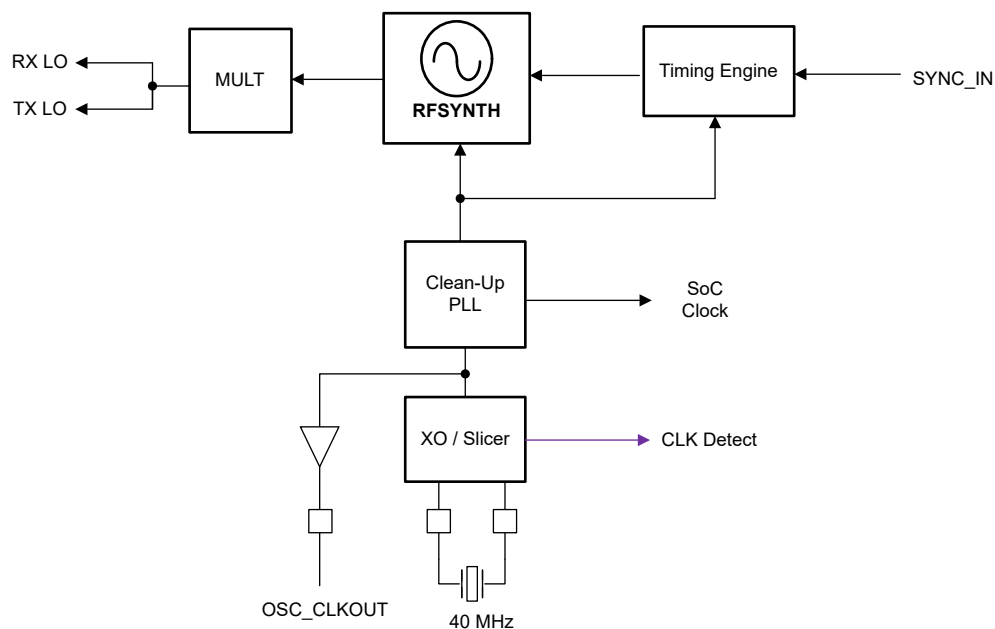 RX LO
TX LO
MULT
RFSYNTH
Timing Engine
SYNC_IN
Clean-Up
PLL
SoC
Clock
XO / Slicer
CLK Detect
OSC_CLKOUT
40 MHz